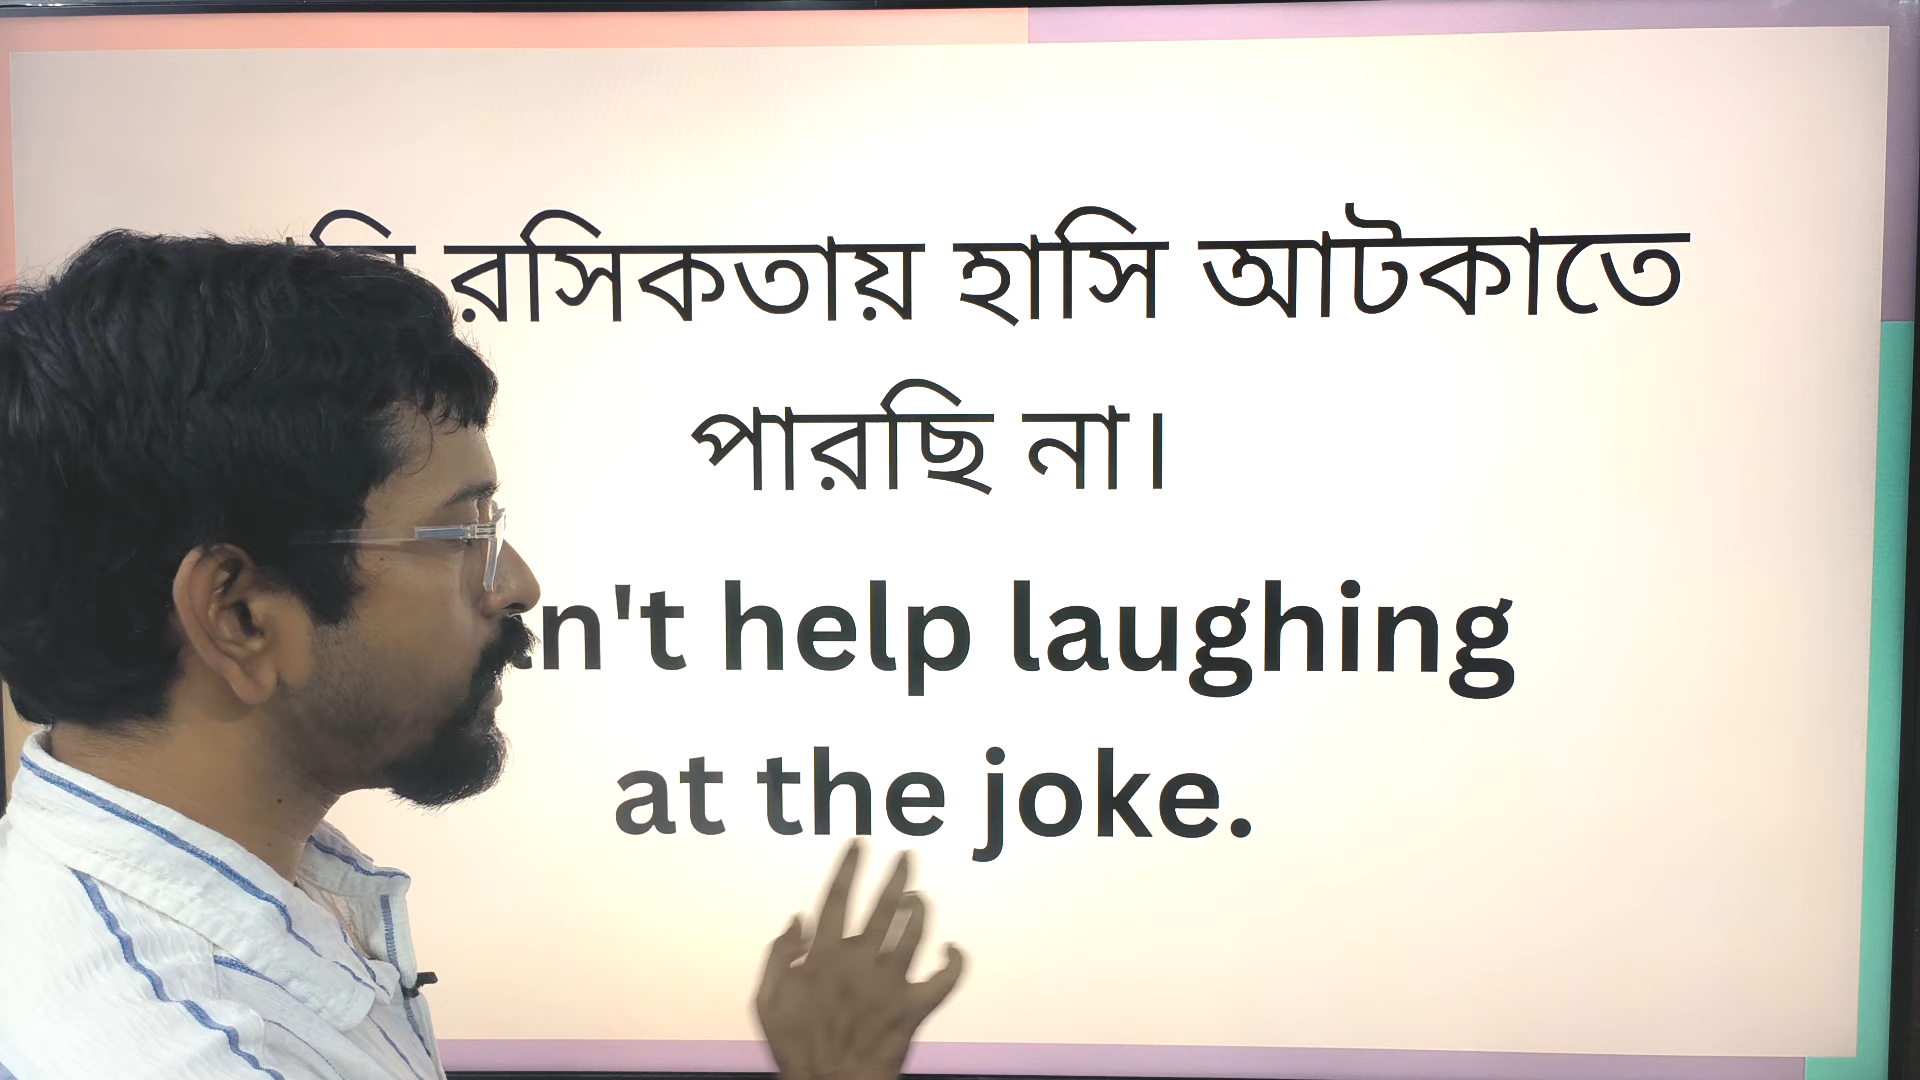 রসিকতায় হাসি আটকাতে
পারছি না।
help laughing
at the joke.